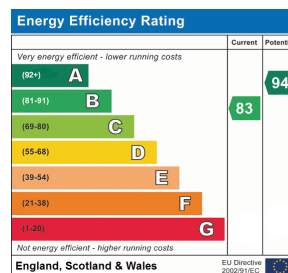 Energy Efficiency Rating
Current Potenti
Very energy efficient - lower running costs
(92+) A 94
(81-91) B 83
(69-80) C
(55-68) D
(39-54) E
(21-38) F
(1-20) G
Not energy efficient - higher running costs
England, Scotland & Wales
EU Directive
2002/91/EC